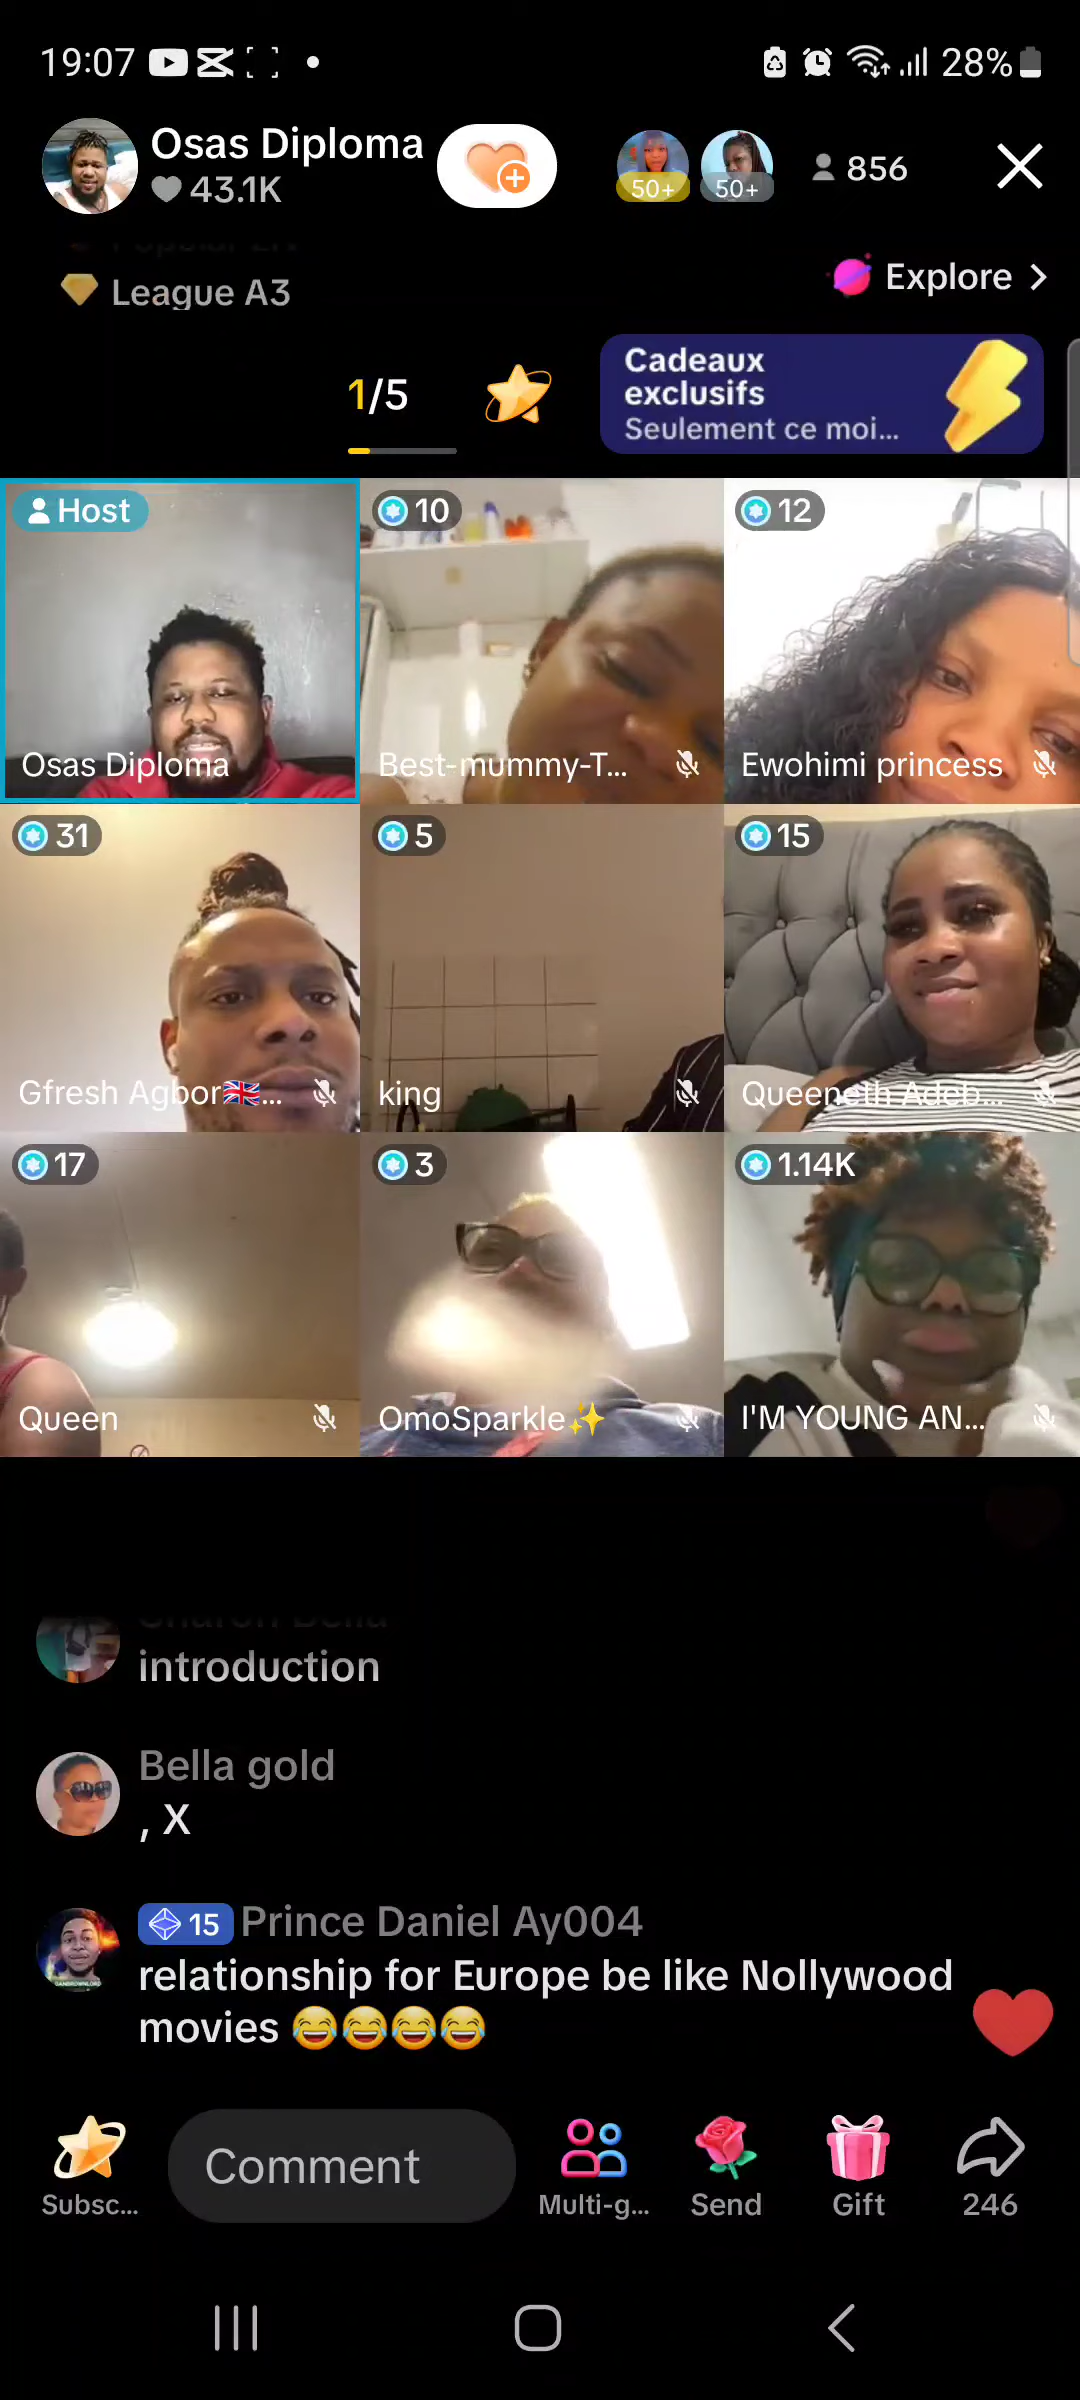 19:07
28%
Osas Diploma
43.1K
50+
50+
856
League A3
Explore
1/5
Cadeaux
exclusifs
Seulement ce moi...
Host
10
12
Osas Diploma
Best-mummy-T...
Ewohimi princess
31
5
15
Gfresh Agbor🇬🇧...
king
Queeneth Adeb...
17
3
1.14K
Queen
OmoSparkle✨
I'M YOUNG AN...
introduction
Bella gold
, X
15 Prince Daniel Ay004
relationship for Europe be like Nollywood
movies 😂😂😂😂
Comment
Subsc...
Multi-g...
Send
Gift
246